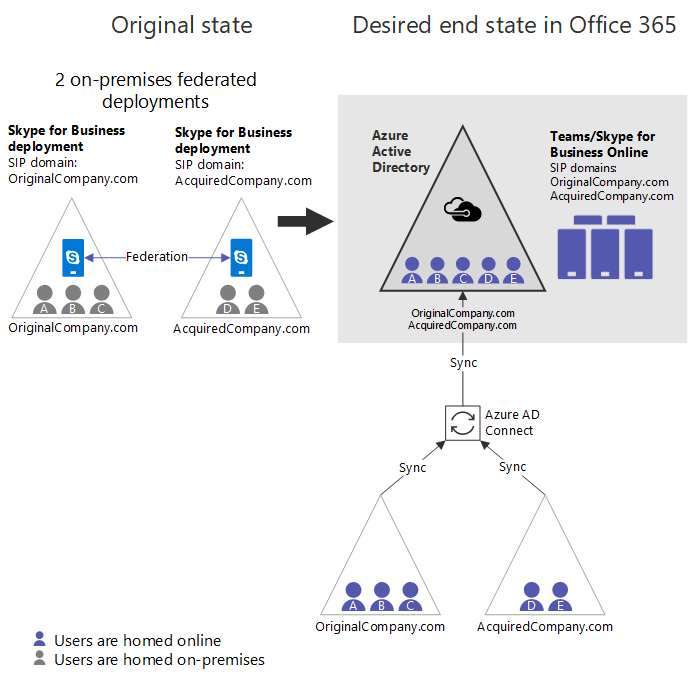 Original state
Desired end state in Office 365
2 on-premises federated
deployments
Skype for Business
deployment
SIP domain:
OriginalCompany.com
Skype for Business
deployment
SIP domain:
AcquiredCompany.com
S
Federation
S
A B C
OriginalCompany.com
D E
AcquiredCompany.com
Azure
Active
Directory
Teams/Skype for
Business Online
SIP domains:
OriginalCompany.com
AcquiredCompany.com
A B C D E
OriginalCompany.com
AcquiredCompany.com
Sync
Azure AD
Connect
Sync
Sync
A B C
OriginalCompany.com
D E
AcquiredCompany.com
Users are homed online
Users are homed on-premises